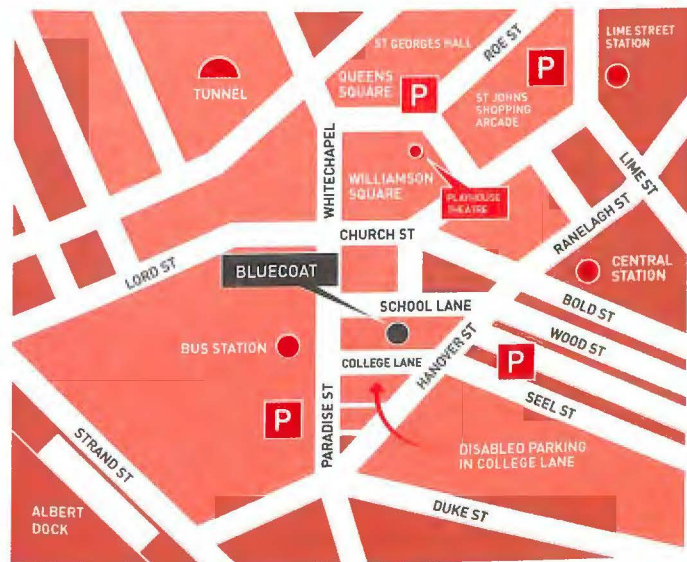 ST GEORGES HALL
ROE ST
LIME STREET
STATION
QUEENS
SQUARE
P
P
TUNNEL
ST JOHNS
SHOPPING
ARCADE
WHITECHAPEL
WILLIAMSON
SQUARE
PLAYHOUSE
THEATRE
LIME ST
RANELAGH ST
CHURCH ST
LORD ST
BLUECOAT
CENTRAL
STATION
SCHOOL LANE
BOLD ST
BUS STATION
COLLEGE LANE
HANOVER ST
WOOD ST
P
SEEL ST
P
PARADISE ST
STRAND ST
DISABLED PARKING
IN COLLEGE LANE
ALBERT
DOCK
DUKE ST